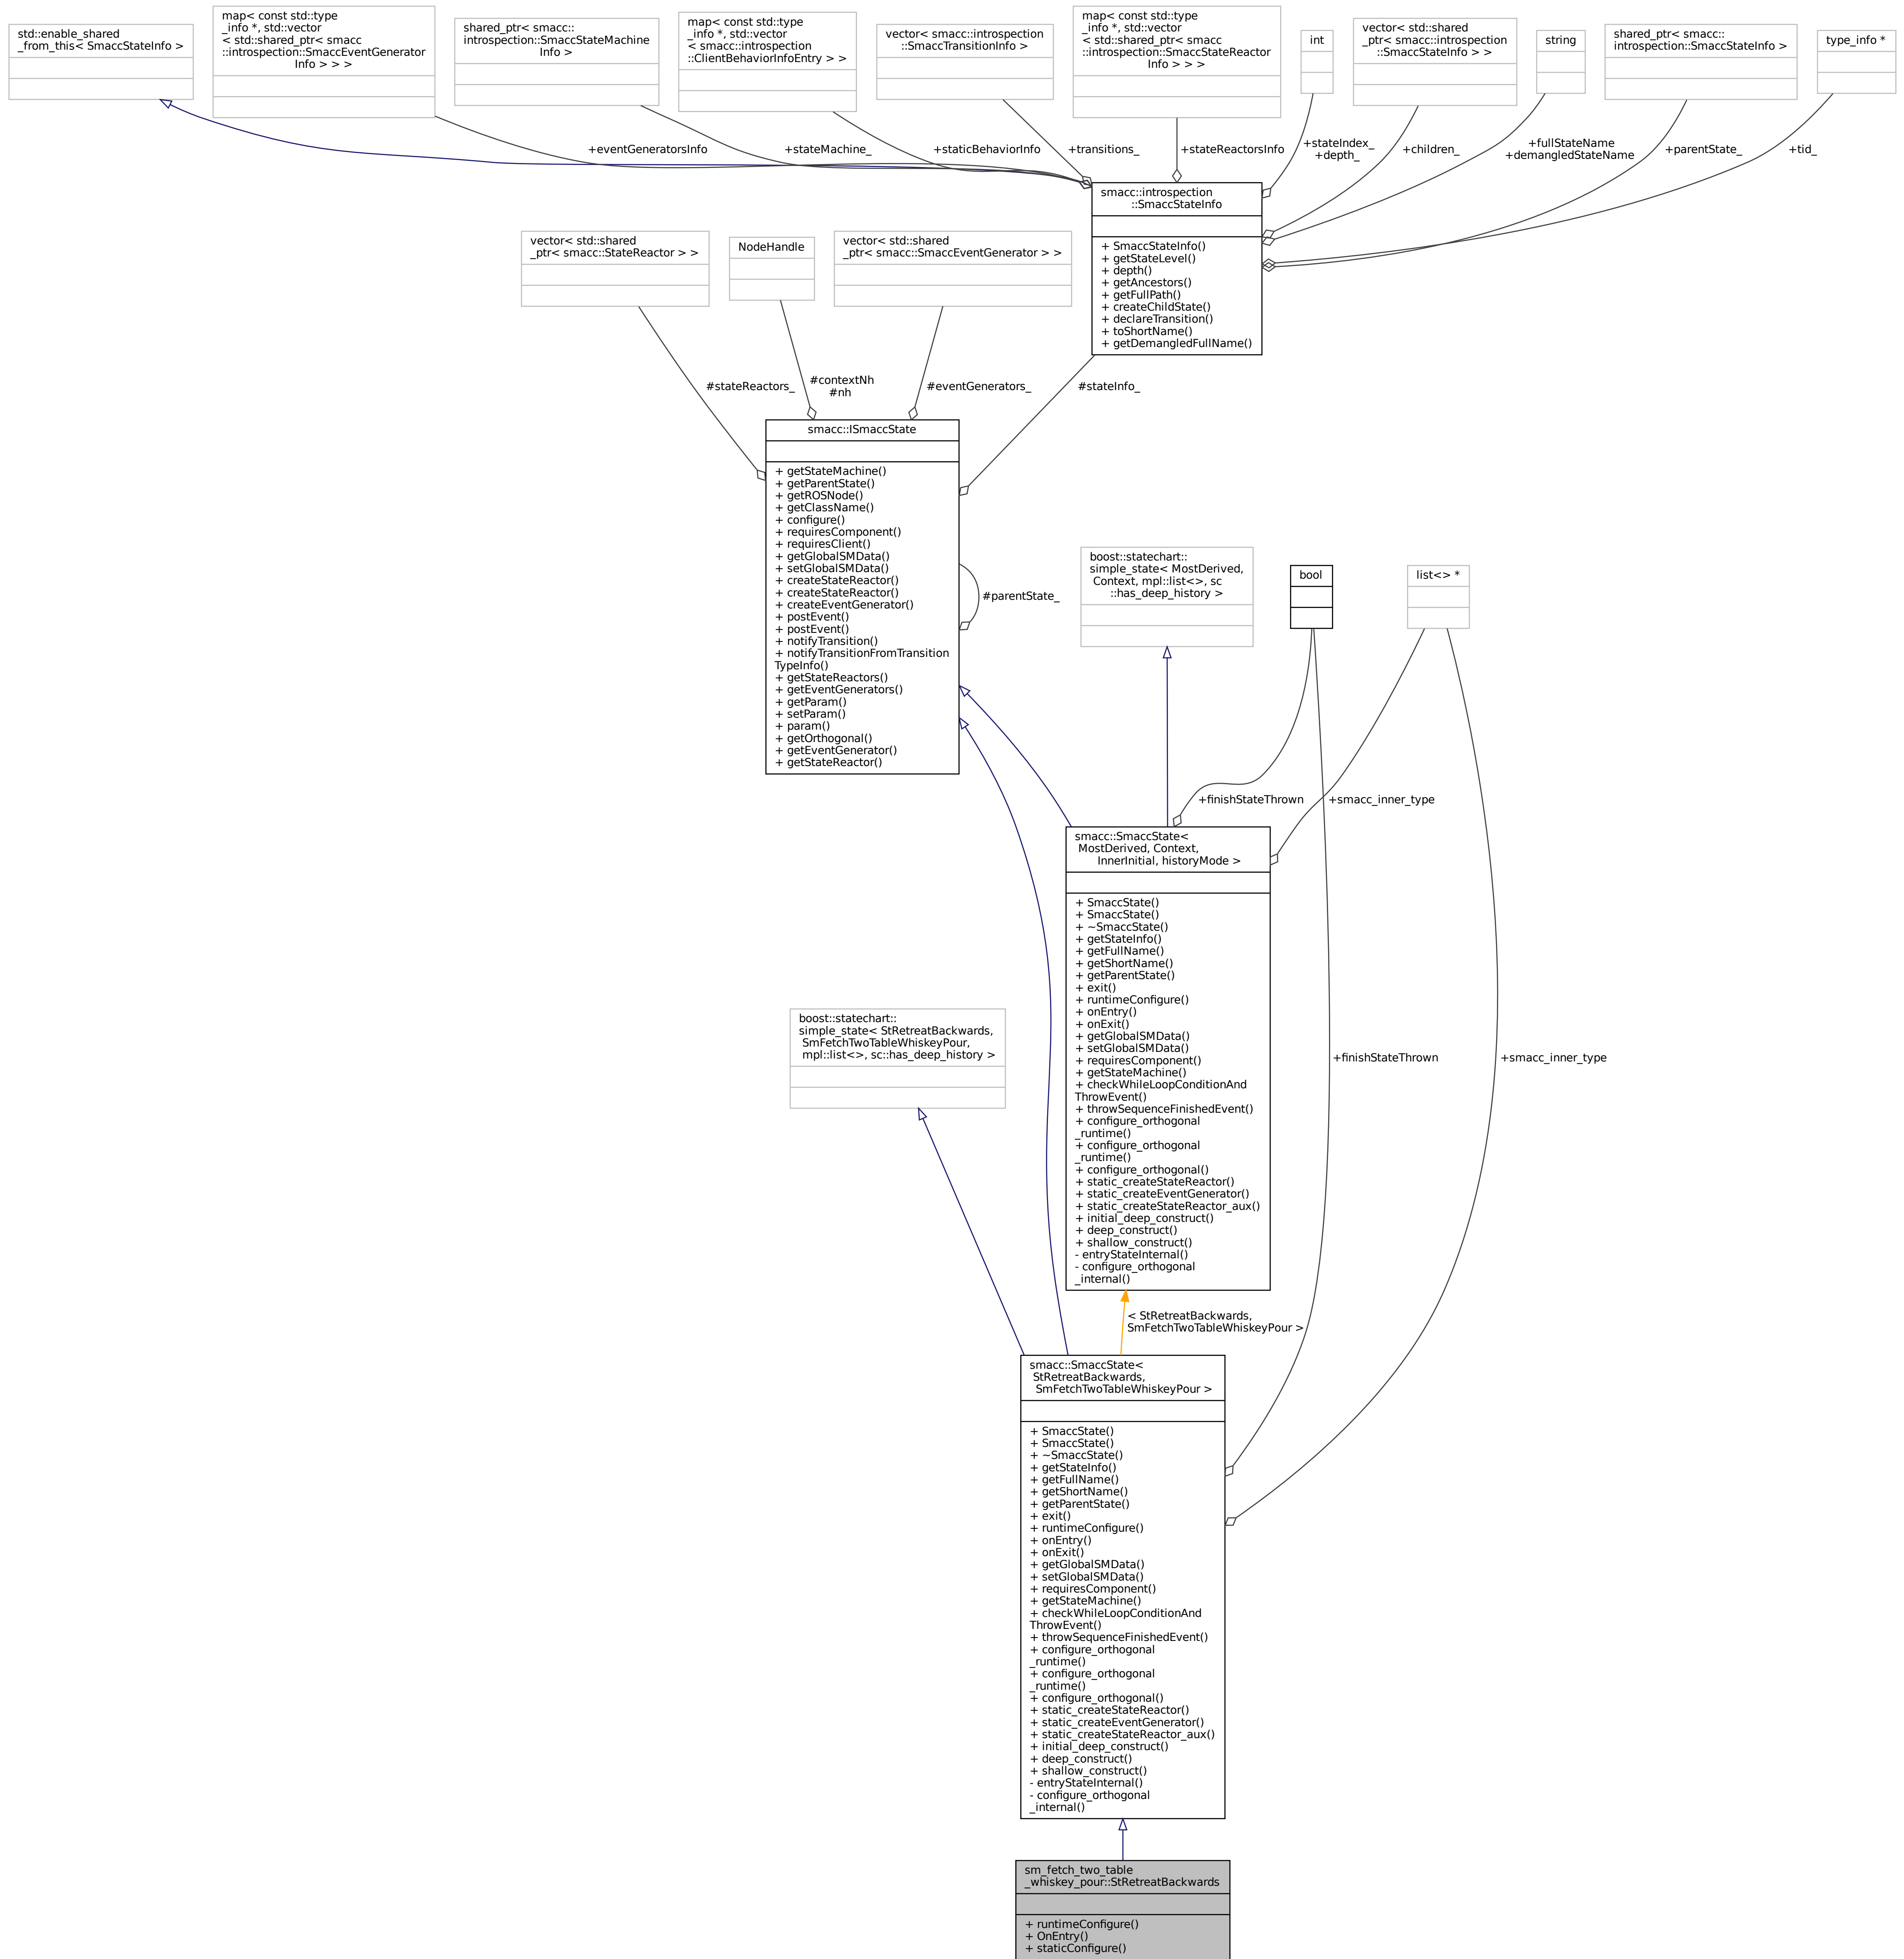 std::enable_shared
_from_this< SmaccStateInfo >
map< const std::type
_info *, std::vector
< std::shared_ptr< smacc
::introspection::SmaccEventGenerator
Info > > >
shared_ptr< smacc::
introspection::SmaccStateMachine
Info >
map< const std::type
_info *, std::vector
< smacc::introspection
::ClientBehaviorInfoEntry > >
vector< smacc::introspection
::SmaccTransitionInfo >
map< const std::type
_info *, std::vector
< std::shared_ptr< smacc
::introspection::SmaccStateReactor
Info > > >
int
vector< std::shared
_ptr< smacc::introspection
::SmaccStateInfo > >
string
shared_ptr< smacc::
introspection::SmaccStateInfo >
type_info *
+eventGeneratorsInfo
+stateMachine_
+staticBehaviorInfo
+transitions_
+stateReactorsInfo
+stateIndex_
+depth_
+children_
+fullStateName
+demangledStateName
+parentState_
+tid_
smacc::introspection
::SmaccStateInfo
+ SmaccStateInfo()
+ getStateLevel()
+ depth()
+ getAncestors()
+ getFullPath()
+ createChildState()
+ declareTransition()
+ toShortName()
+ getDemangledFullName()
vector< std::shared
_ptr< smacc::StateReactor > >
NodeHandle
vector< std::shared
_ptr< smacc::SmaccEventGenerator > >
#stateReactors_
#contextNh
#nh
#eventGenerators_
#stateInfo_
smacc::ISmaccState
+ getStateMachine()
+ getParentState()
+ getROSNode()
+ getClassName()
+ configure()
+ requiresComponent()
+ requiresClient()
+ getGlobalSMData()
+ setGlobalSMData()
+ createStateReactor()
+ createStateReactor()
+ createEventGenerator()
+ postEvent()
+ postEvent()
+ notifyTransition()
+ notifyTransitionFromTransition
TypeInfo()
+ getStateReactors()
+ getEventGenerators()
+ getParam()
+ setParam()
+ param()
+ getOrthogonal()
+ getEventGenerator()
+ getStateReactor()
#parentState_
boost::statechart::
simple_state< MostDerived,
Context, mpl::list<>, sc
::has_deep_history >
bool
list<> *
+finishStateThrown
+smacc_inner_type
smacc::SmaccState<
MostDerived, Context,
InnerInitial, historyMode >
+ SmaccState()
+ SmaccState()
+ ~SmaccState()
+ getStateInfo()
+ getFullName()
+ getShortName()
+ getParentState()
+ exit()
+ runtimeConfigure()
+ onEntry()
+ onExit()
+ getGlobalSMData()
+ setGlobalSMData()
+ requiresComponent()
+ getStateMachine()
+ checkWhileLoopConditionAnd
ThrowEvent()
+ throwSequenceFinishedEvent()
+ configure_orthogonal
_runtime()
+ configure_orthogonal
_runtime()
+ configure_orthogonal()
+ static_createStateReactor()
+ static_createEventGenerator()
+ static_createStateReactor_aux()
+ initial_deep_construct()
+ deep_construct()
+ shallow_construct()
- entryStateInternal()
- configure_orthogonal
_internal()
boost::statechart::
simple_state< StRetreatBackwards,
SmFetchTwoTableWhiskeyPour,
mpl::list<>, sc::has_deep_history >
+finishStateThrown
+smacc_inner_type
< StRetreatBackwards,
SmFetchTwoTableWhiskeyPour >
smacc::SmaccState<
StRetreatBackwards,
SmFetchTwoTableWhiskeyPour >
+ SmaccState()
+ SmaccState()
+ ~SmaccState()
+ getStateInfo()
+ getFullName()
+ getShortName()
+ getParentState()
+ exit()
+ runtimeConfigure()
+ onEntry()
+ onExit()
+ getGlobalSMData()
+ setGlobalSMData()
+ requiresComponent()
+ getStateMachine()
+ checkWhileLoopConditionAnd
ThrowEvent()
+ throwSequenceFinishedEvent()
+ configure_orthogonal
_runtime()
+ configure_orthogonal
_runtime()
+ configure_orthogonal()
+ static_createStateReactor()
+ static_createEventGenerator()
+ static_createStateReactor_aux()
+ initial_deep_construct()
+ deep_construct()
+ shallow_construct()
- entryStateInternal()
- configure_orthogonal
_internal()
sm_fetch_two_table
_whiskey_pour::StRetreatBackwards
+ runtimeConfigure()
+ OnEntry()
+ staticConfigure()